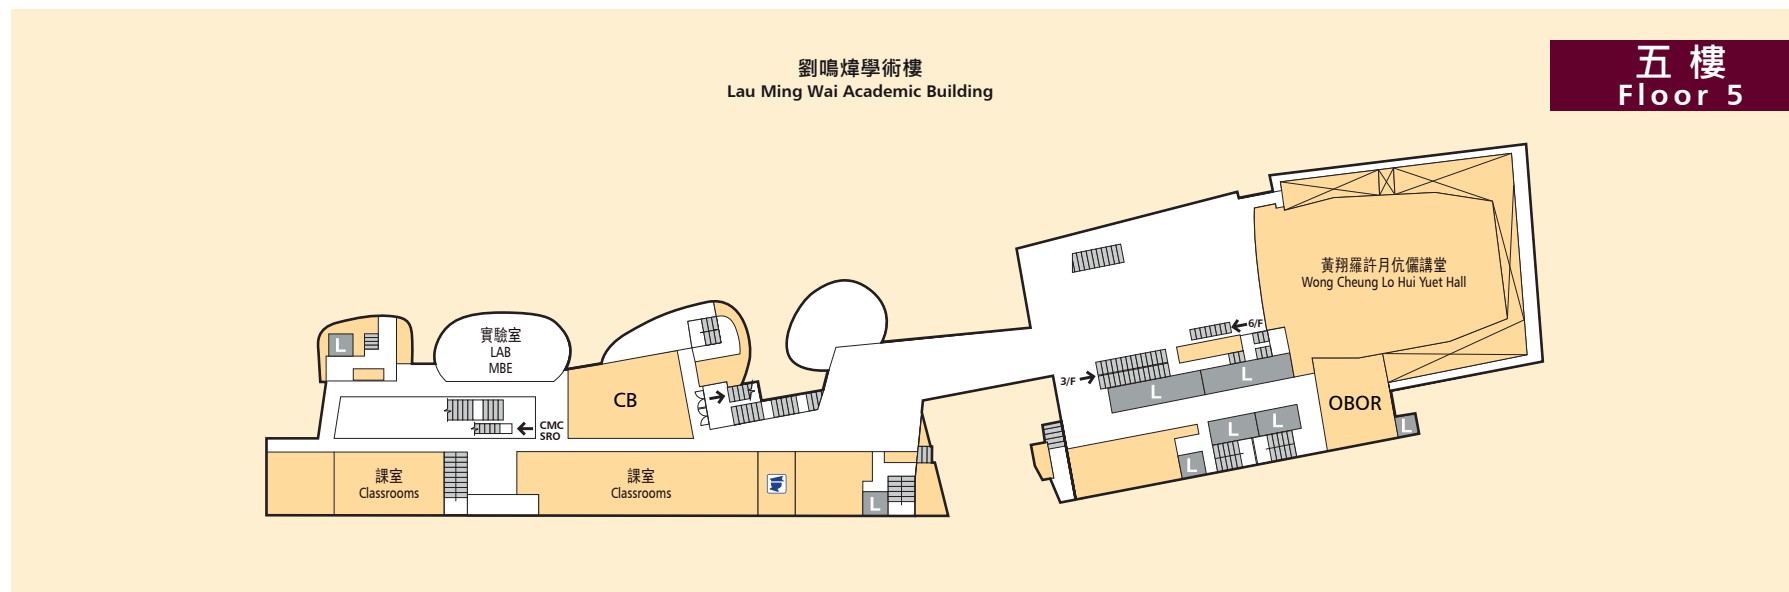 劉鳴煒學術樓
Lau Ming Wai Academic Building
五樓
Floor 5
黃翔羅許月伉儷講堂
Wong Cheung Lo Hui Yuet Hall
6/F
3/F
L
L
OBOR
L
L
L
L
L
實驗室
LAB
MBE
CB
CMC
SRO
課室
Classrooms
課室
Classrooms
L